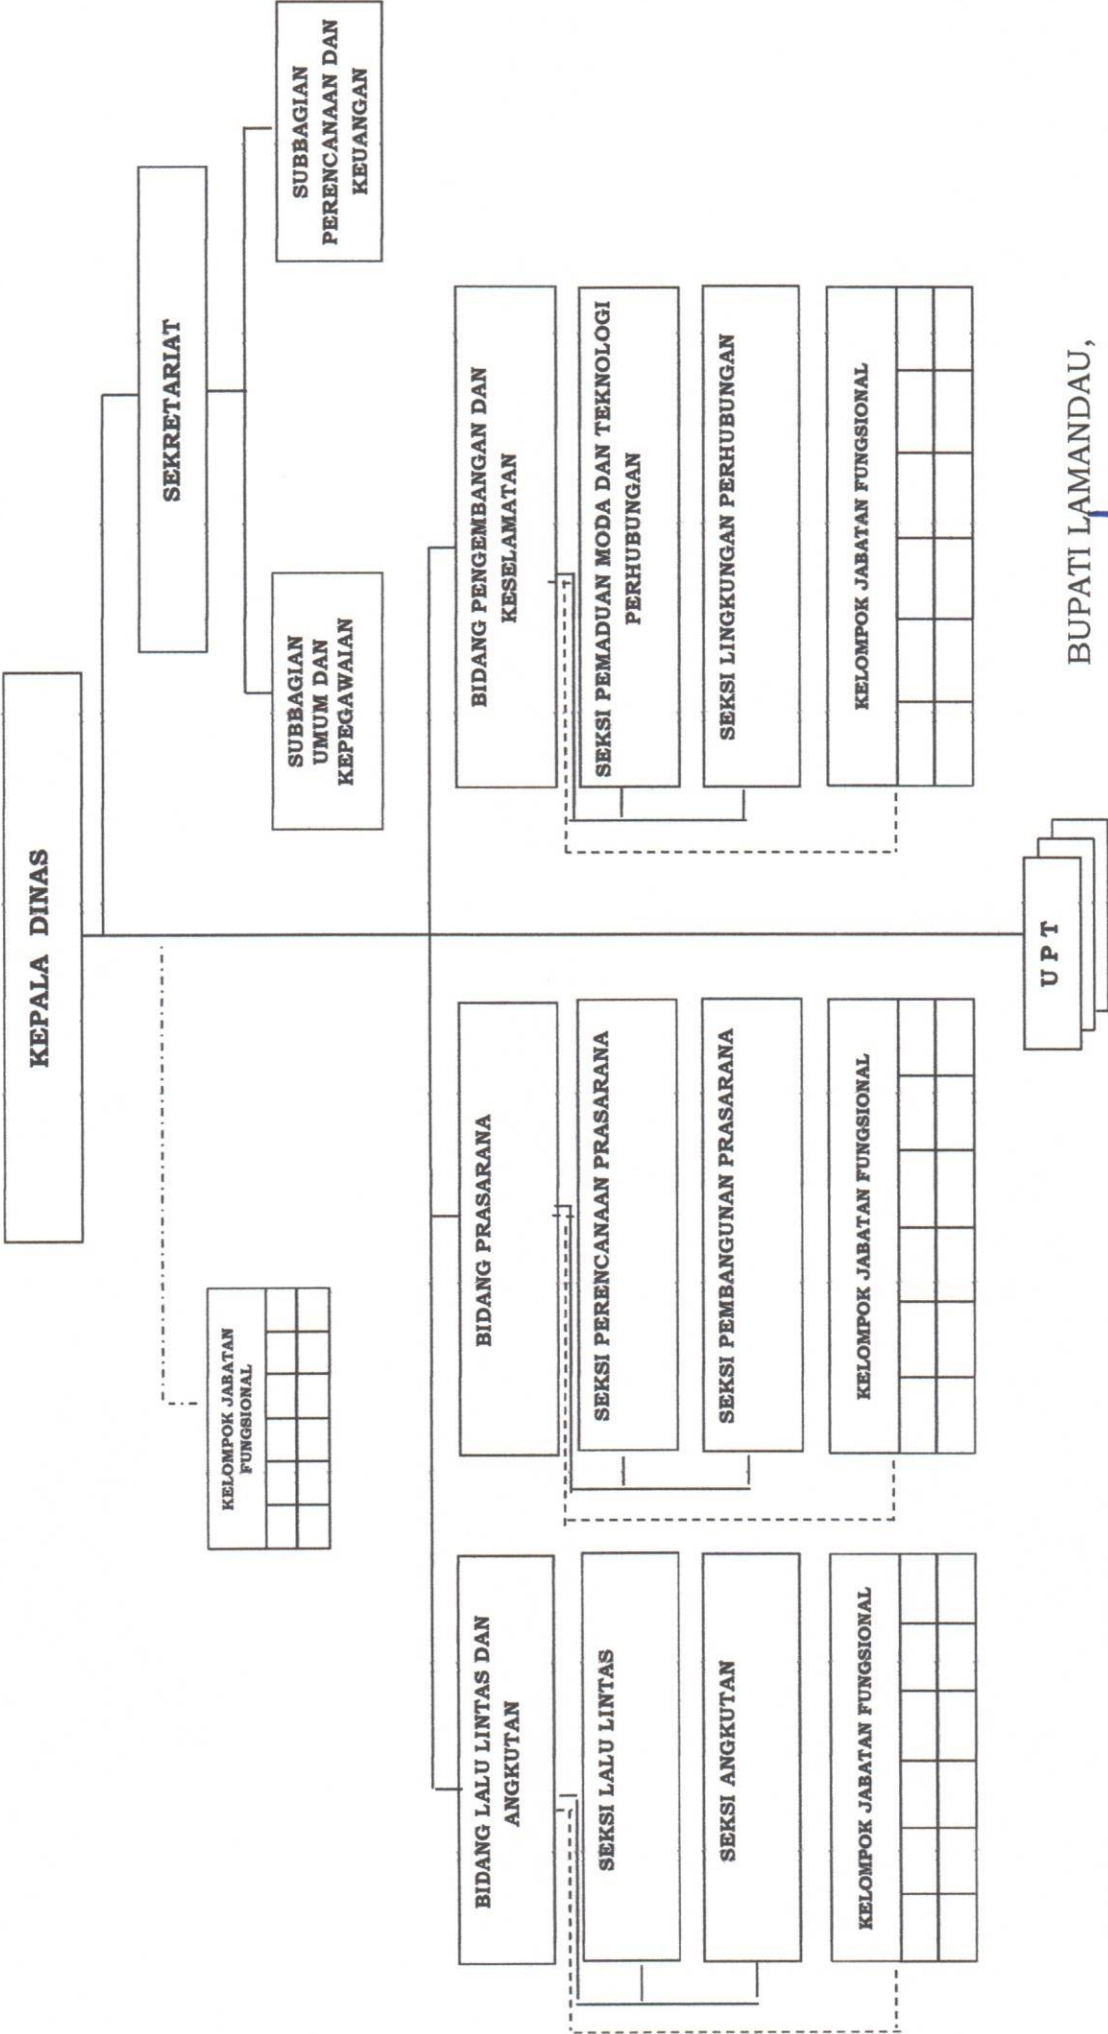 KEPALA DINAS
SEKRETARIAT
SUBBAGIAN
UMUM DAN
KEPEGAWAIAN
SUBBAGIAN
PERENCANAAN DAN
KEUANGAN
KELOMPOK JABATAN
FUNGSIONAL
BIDANG LALU LINTAS DAN
ANGKUTAN
SEKSI LALU LINTAS
SEKSI ANGKUTAN
KELOMPOK JABATAN FUNGSIONAL
BIDANG PRASARANA
SEKSI PERENCANAAN PRASARANA
SEKSI PEMBANGUNAN PRASARANA
KELOMPOK JABATAN FUNGSIONAL
BIDANG PENGEMBANGAN DAN
KESELAMATAN
SEKSI PEMADUAN MODA DAN TEKNOLOGI
PERHUBUNGAN
SEKSI LINGKUNGAN PERHUBUNGAN
KELOMPOK JABATAN FUNGSIONAL
U P T
BUPATI LAMANDAU,